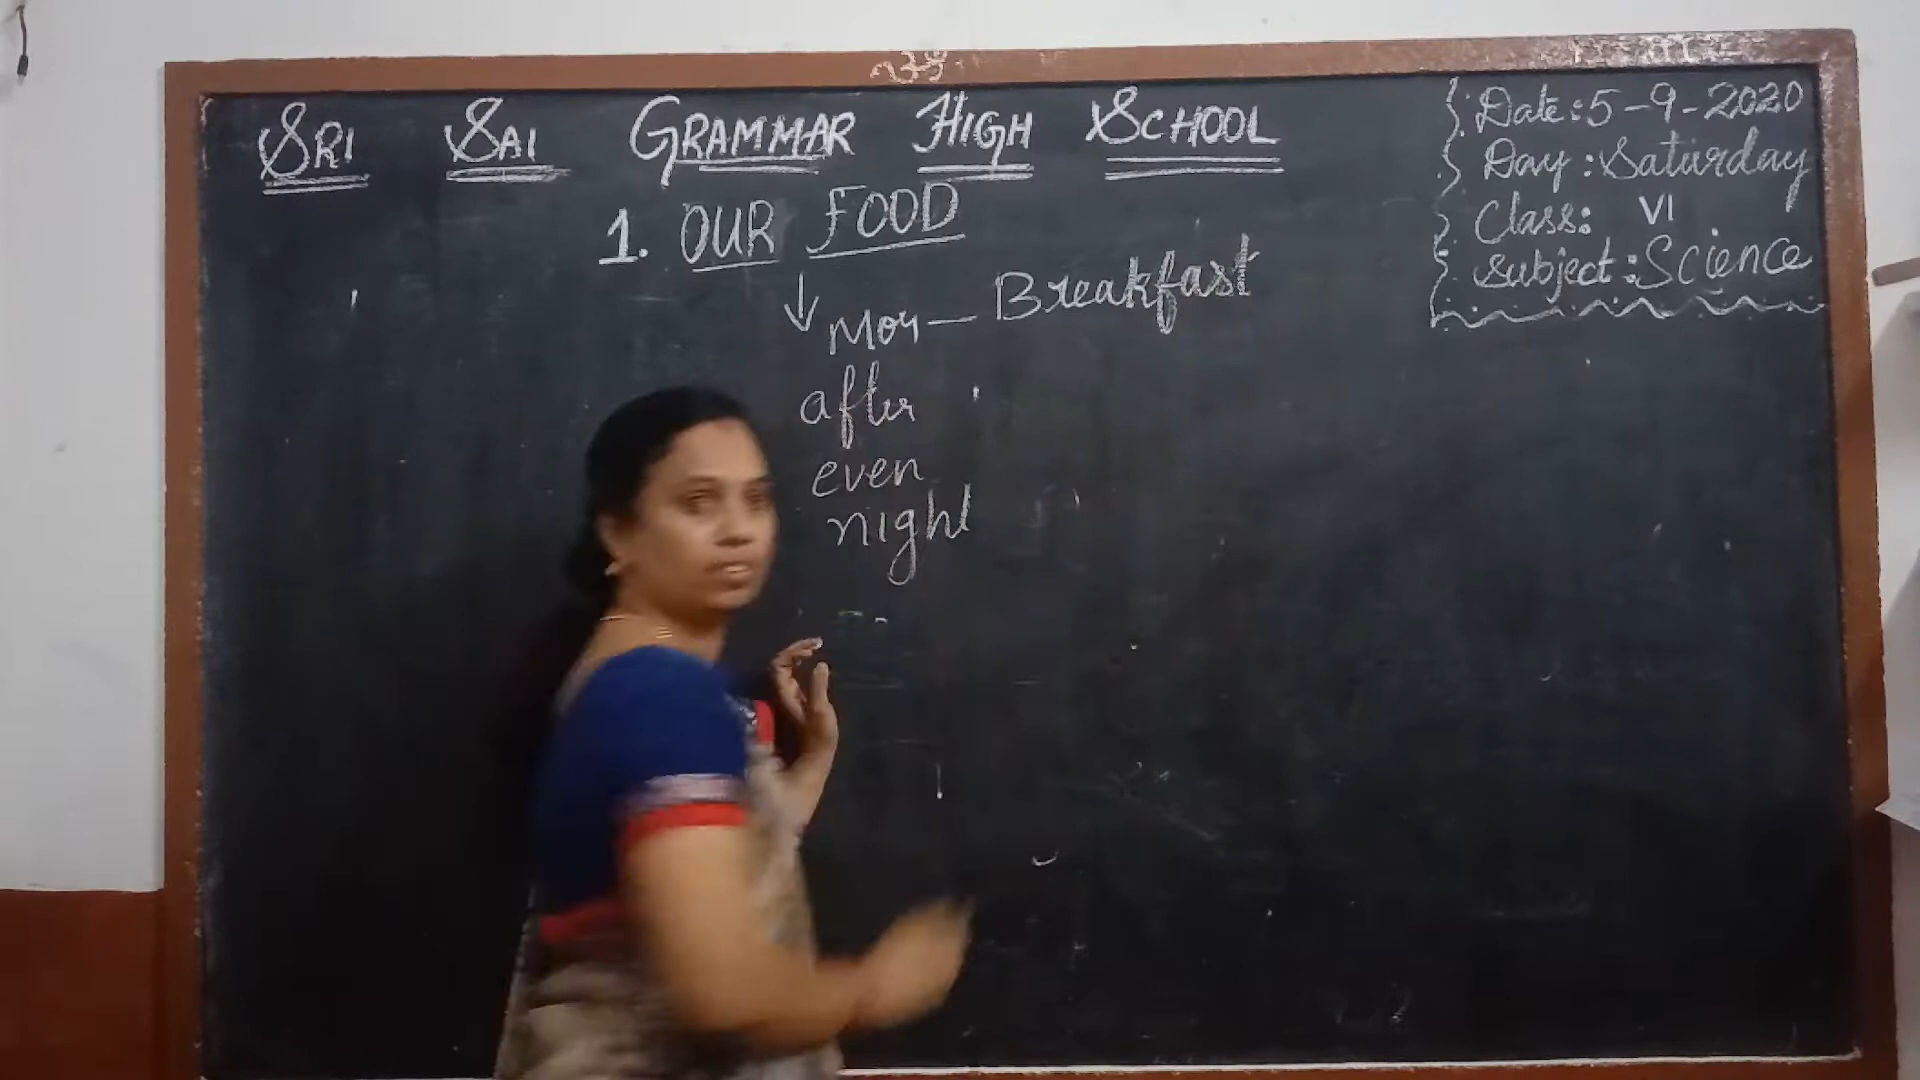 SRI SAI GRAMMAR HIGH SCHOOL
Date: 5-9-2020
Day: Saturday
Class: VI
Subject: Science
1. OUR FOOD
Mor — Breakfast
after
even
night